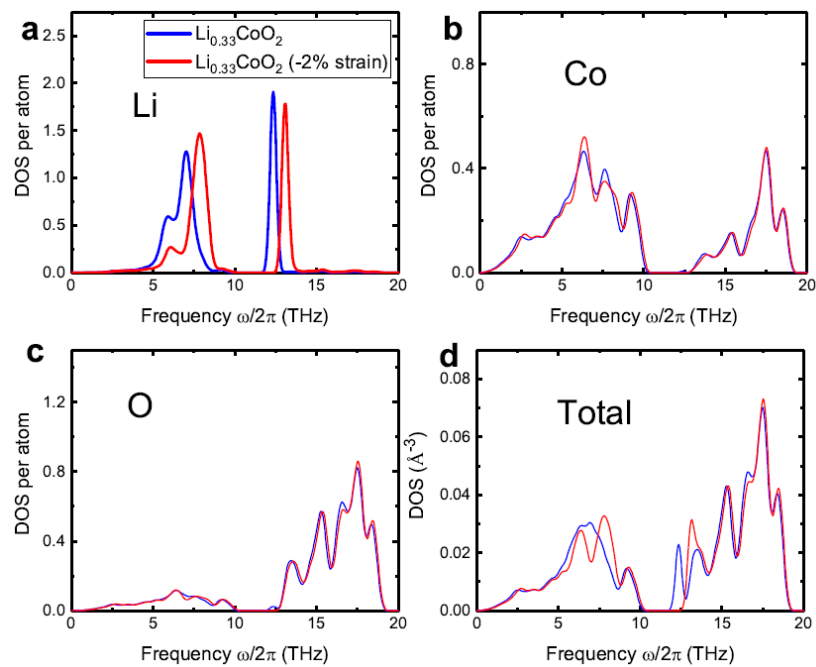 a
Li₀.₃₃CoO₂
Li₀.₃₃CoO₂ (-2% strain)
Li
DOS per atom
2.5
2.0
1.5
1.0
0.5
0.0
0 5 10 15 20
Frequency ω/2π (THz)
b
Co
DOS per atom
0.8
0.4
0.0
0 5 10 15 20
Frequency ω/2π (THz)
c
O
DOS per atom
1.2
0.8
0.4
0.0
0 5 10 15 20
Frequency ω/2π (THz)
d
Total
DOS (Å⁻³)
0.08
0.06
0.04
0.02
0.00
0 5 10 15 20
Frequency ω/2π (THz)